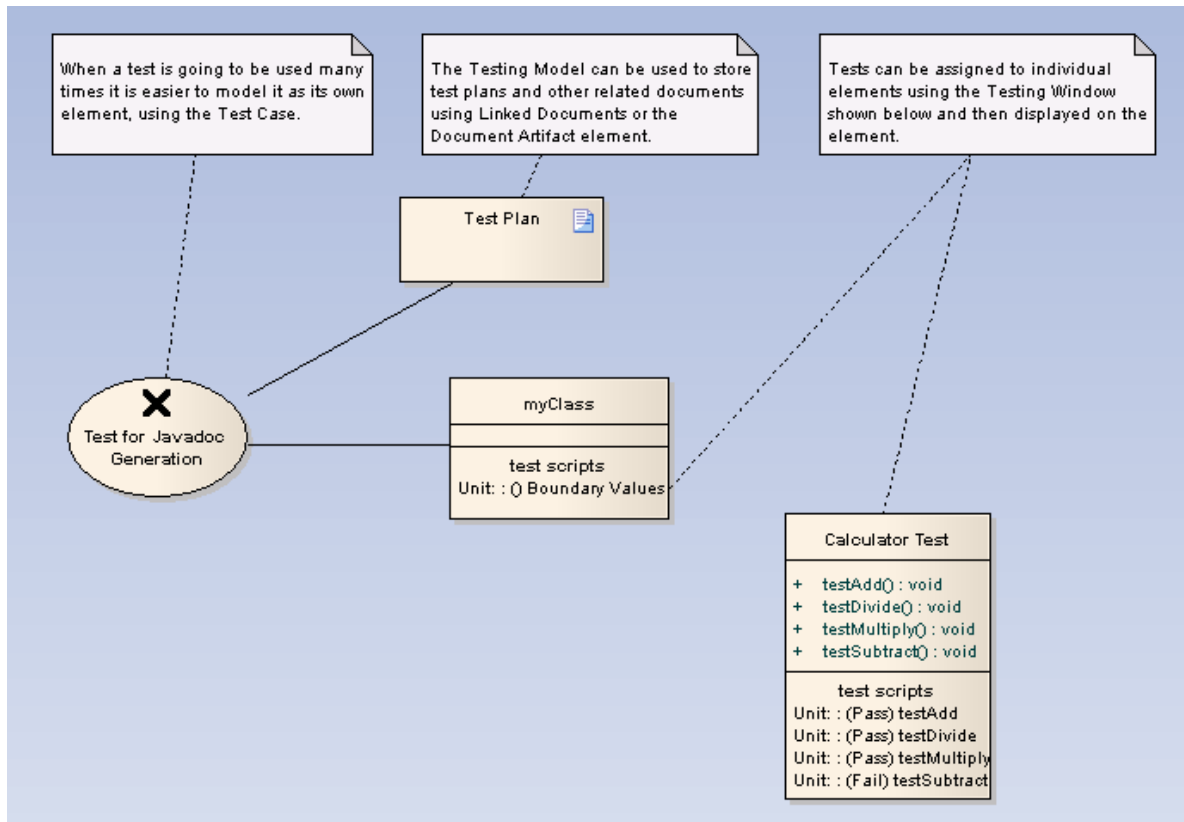 When a test is going to be used many
times it is easier to model it as its own
element, using the Test Case.
The Testing Model can be used to store
test plans and other related documents
using Linked Documents or the
Document Artifact element.
Tests can be assigned to individual
elements using the Testing Window
shown below and then displayed on the
element.
Test Plan
Test for Javadoc
Generation
myClass
test scripts
Unit: : () Boundary Values
Calculator Test
+ testAdd() : void
+ testDivide() : void
+ testMultiply() : void
+ testSubtract() : void
test scripts
Unit: : (Pass) testAdd
Unit: : (Pass) testDivide
Unit: : (Pass) testMultiply
Unit: : (Fail) testSubtract